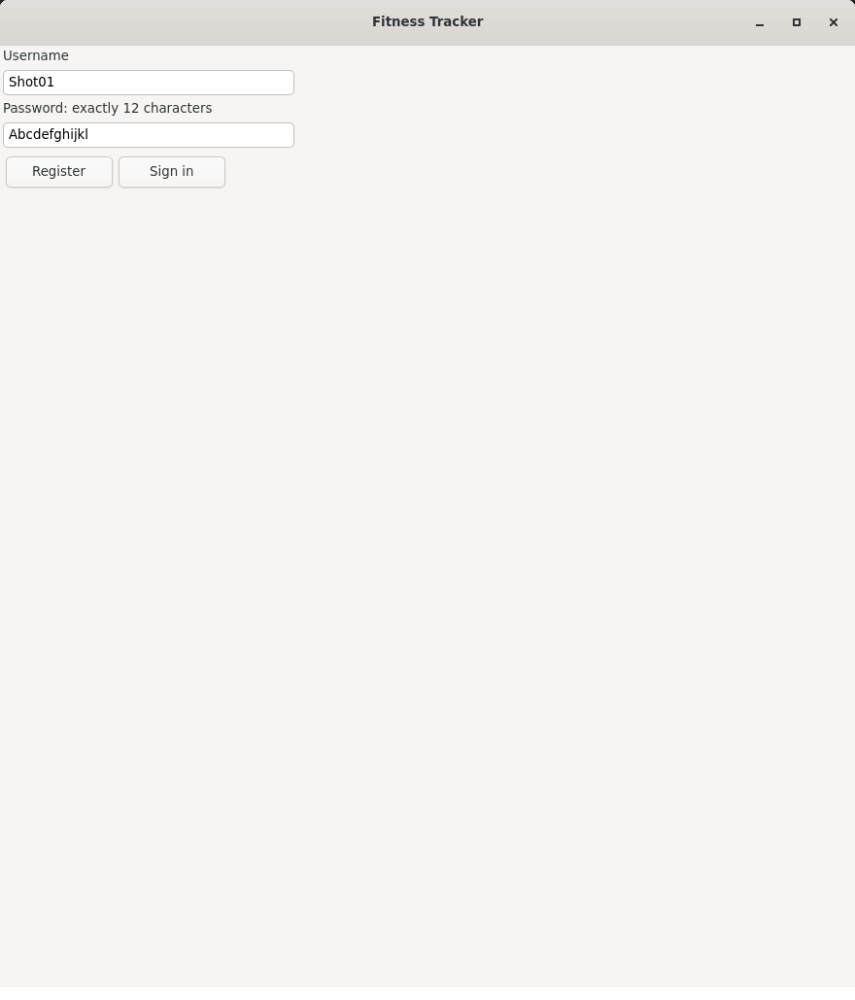 Fitness Tracker
Username
Shot01
Password: exactly 12 characters
Abcdefghijkl
Register Sign in